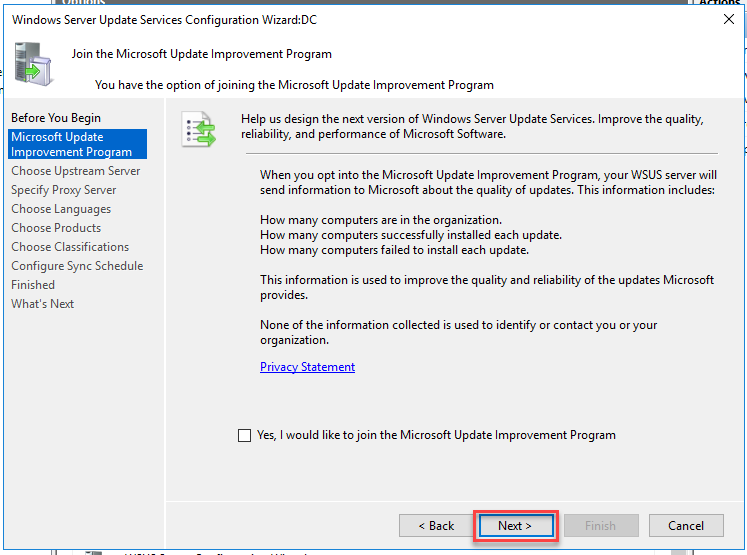 Options
Actions
Windows Server Update Services Configuration Wizard:DC
Join the Microsoft Update Improvement Program
You have the option of joining the Microsoft Update Improvement Program
Before You Begin
Microsoft Update
Improvement Program
Choose Upstream Server
Specify Proxy Server
Choose Languages
Choose Products
Choose Classifications
Configure Sync Schedule
Finished
What's Next
Help us design the next version of Windows Server Update Services. Improve the quality,
reliability, and performance of Microsoft Software.
When you opt into the Microsoft Update Improvement Program, your WSUS server will
send information to Microsoft about the quality of updates. This information includes:
How many computers are in the organization.
How many computers successfully installed each update.
How many computers failed to install each update.
This information is used to improve the quality and reliability of the updates Microsoft
provides.
None of the information collected is used to identify or contact you or your
organization.
Privacy Statement
Yes, I would like to join the Microsoft Update Improvement Program
< Back
Next >
Finish
Cancel